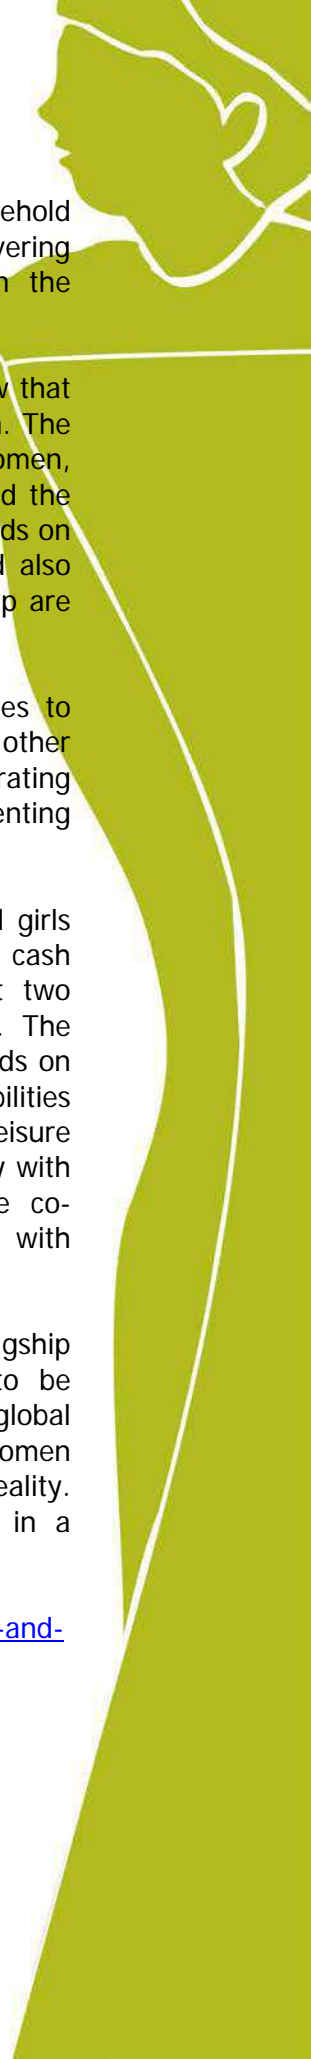 ehold
vering
n the
w that
. The
omen,
d the
ds on
also
p are
es to
other
rating
enting
girls
cash
two
. The
ds on
bilities
eisure
with
e co-
with
gship
to be
global
omen
eality.
in a
-and-